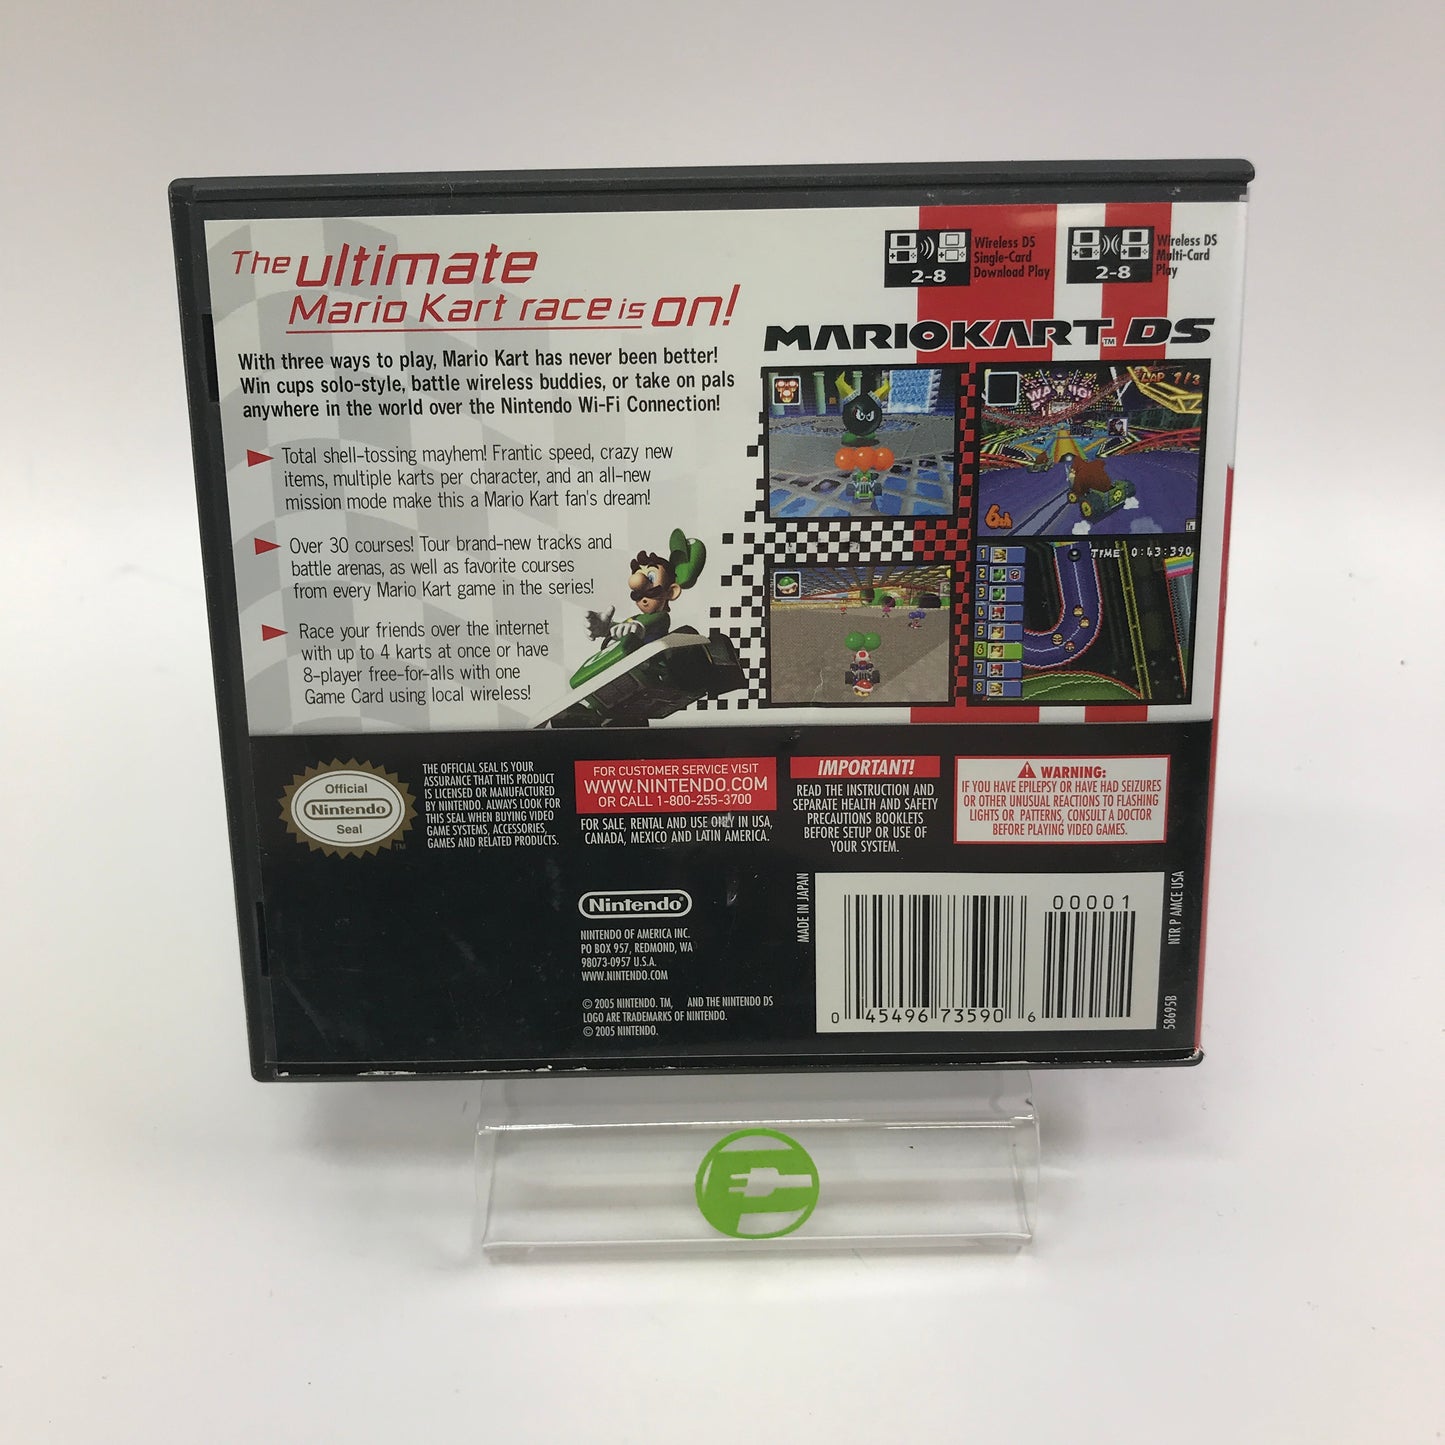 The ultimate
Mario Kart race is on!
With three ways to play, Mario Kart has never been better!
Win cups solo-style, battle wireless buddies, or take on pals
anywhere in the world over the Nintendo Wi-Fi Connection!
Total shell-tossing mayhem! Frantic speed, crazy new
items, multiple karts per character, and an all-new
mission mode make this a Mario Kart fan's dream!
Over 30 courses! Tour brand-new tracks and
battle arenas, as well as favorite courses
from every Mario Kart game in the series!
Race your friends over the internet
with up to 4 karts at once or have
8-player free-for-alls with one
Game Card using local wireless!
2-8
Wireless DS
Single-Card
Download Play
2-8
Wireless DS
Multi-Card
Play
MARIOKART™ DS
LAP 1/3
6th
TIME 0:43:390
1
2
3
4
5
6
7
8
Official
Nintendo
Seal
TM
THE OFFICIAL SEAL IS YOUR
ASSURANCE THAT THIS PRODUCT
IS LICENSED OR MANUFACTURED
BY NINTENDO. ALWAYS LOOK FOR
THIS SEAL WHEN BUYING VIDEO
GAME SYSTEMS, ACCESSORIES,
GAMES AND RELATED PRODUCTS.
FOR CUSTOMER SERVICE VISIT
WWW.NINTENDO.COM
OR CALL 1-800-255-3700
FOR SALE, RENTAL AND USE ONLY IN USA,
CANADA, MEXICO AND LATIN AMERICA.
IMPORTANT!
READ THE INSTRUCTION AND
SEPARATE HEALTH AND SAFETY
PRECAUTIONS BOOKLETS
BEFORE SETUP OR USE OF
YOUR SYSTEM.
WARNING:
IF YOU HAVE EPILEPSY OR HAVE HAD SEIZURES
OR OTHER UNUSUAL REACTIONS TO FLASHING
LIGHTS OR PATTERNS, CONSULT A DOCTOR
BEFORE PLAYING VIDEO GAMES.
Nintendo®
NINTENDO OF AMERICA INC.
PO BOX 957, REDMOND, WA
98073-0957 U.S.A.
WWW.NINTENDO.COM
© 2005 NINTENDO. TM, AND THE NINTENDO DS
LOGO ARE TRADEMARKS OF NINTENDO.
© 2005 NINTENDO.
MADE IN JAPAN
00001
0 45496 73590 6
NTR P AMCE USA
58695B